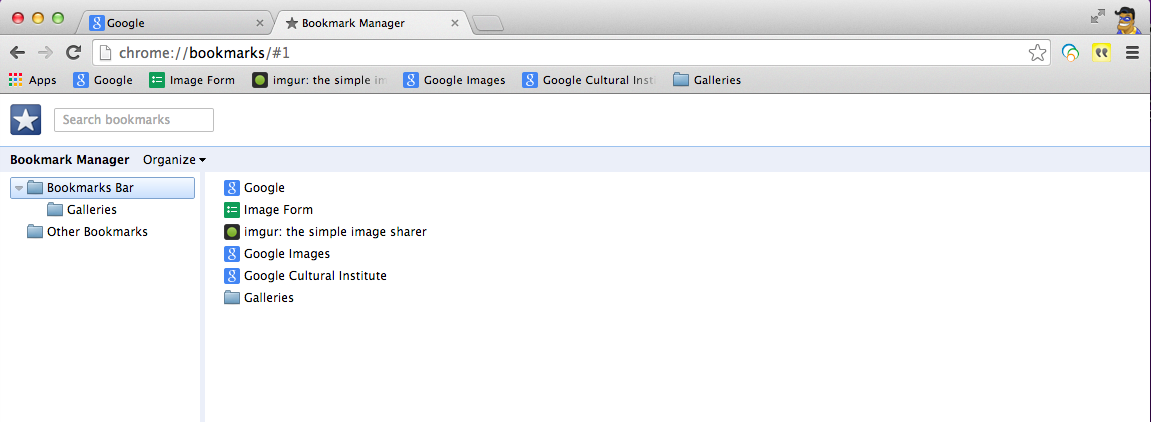 Google Bookmark Manager
chrome://bookmarks/#1
Apps Google Image Form imgur: the simple im Google Images Google Cultural Insti Galleries
Search bookmarks
Bookmark Manager Organize
Bookmarks Bar Google
Galleries Image Form
Other Bookmarks imgur: the simple image sharer
Google Images
Google Cultural Institute
Galleries